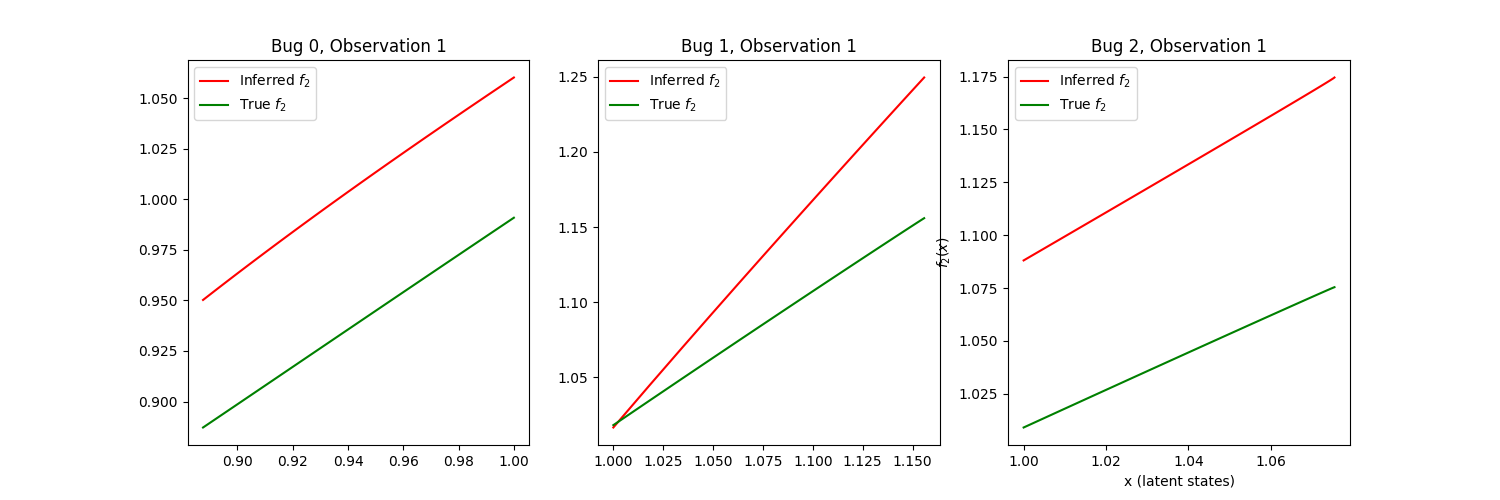 Bug 0, Observation 1
Inferred f₂
True f₂
1.050
1.025
1.000
0.975
0.950
0.925
0.900
0.90 0.92 0.94 0.96 0.98 1.00
Bug 1, Observation 1
Inferred f₂
True f₂
1.25
1.20
1.15
1.10
1.05
1.000 1.025 1.050 1.075 1.100 1.125 1.150
Bug 2, Observation 1
Inferred f₂
True f₂
f₂(x)
1.175
1.150
1.125
1.100
1.075
1.050
1.025
1.00 1.02 1.04 1.06
x (latent states)